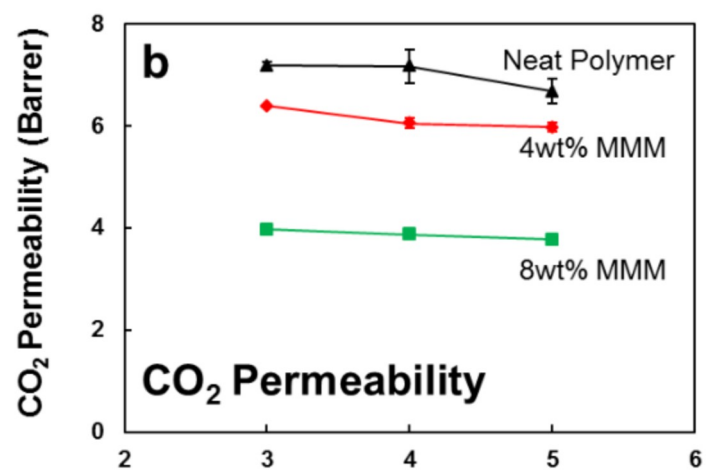 8
b
Neat Polymer
6
4wt% MMM
4
8wt% MMM
2
CO₂ Permeability
0
2 3 4 5 6
CO₂ Permeability (Barrer)